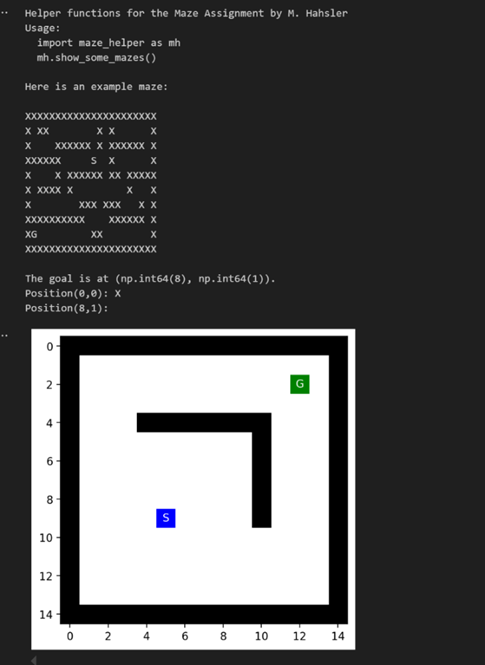 Helper functions for the Maze Assignment by M. Hahsler
Usage:
  import maze_helper as mh
  mh.show_some_mazes()
Here is an example maze:
XXXXXXXXXXXXXXXXXXXXXX
X XX        X X      X
X    XXXXXX X XXXXXX X
XXXXXX     S  X      X
X    X XXXXXX XX XXXXX
X XXXX X         X   X
X        XXX XXX   X X
XXXXXXXXXX    XXXXXX X
XG         XX        X
XXXXXXXXXXXXXXXXXXXXXX
The goal is at (np.int64(8), np.int64(1)).
Position(0,0): X
Position(8,1):
0
2
G
4
6
8
S
10
12
14
0 2 4 6 8 10 12 14